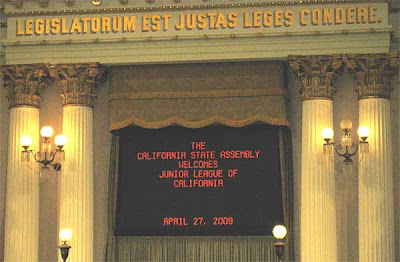 LEGISLATORUM EST JUSTAS LEGES CONDERE.
THE
CALIFORNIA STATE ASSEMBLY
WELCOMES
JUNIOR LEAGUE OF
CALIFORNIA
APRIL 27, 2009